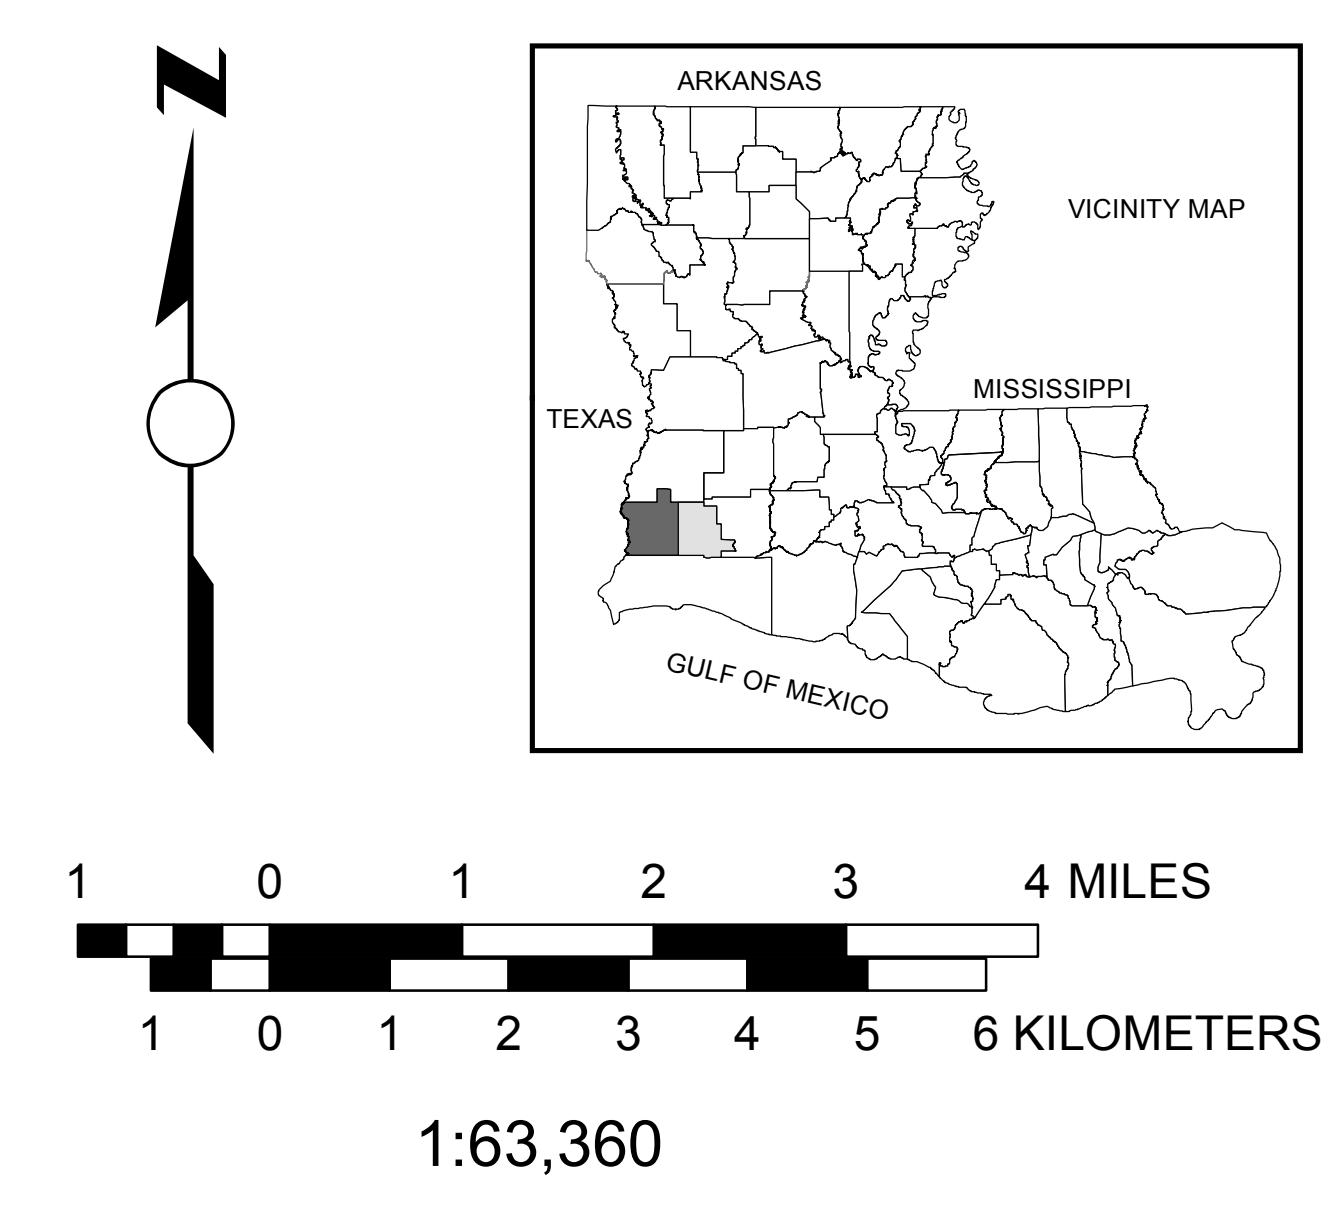 N
ARKANSAS
VICINITY MAP
MISSISSIPPI
TEXAS
GULF OF MEXICO
1 0 1 2 3 4 MILES
1 0 1 2 3 4 5 6 KILOMETERS
1:63,360